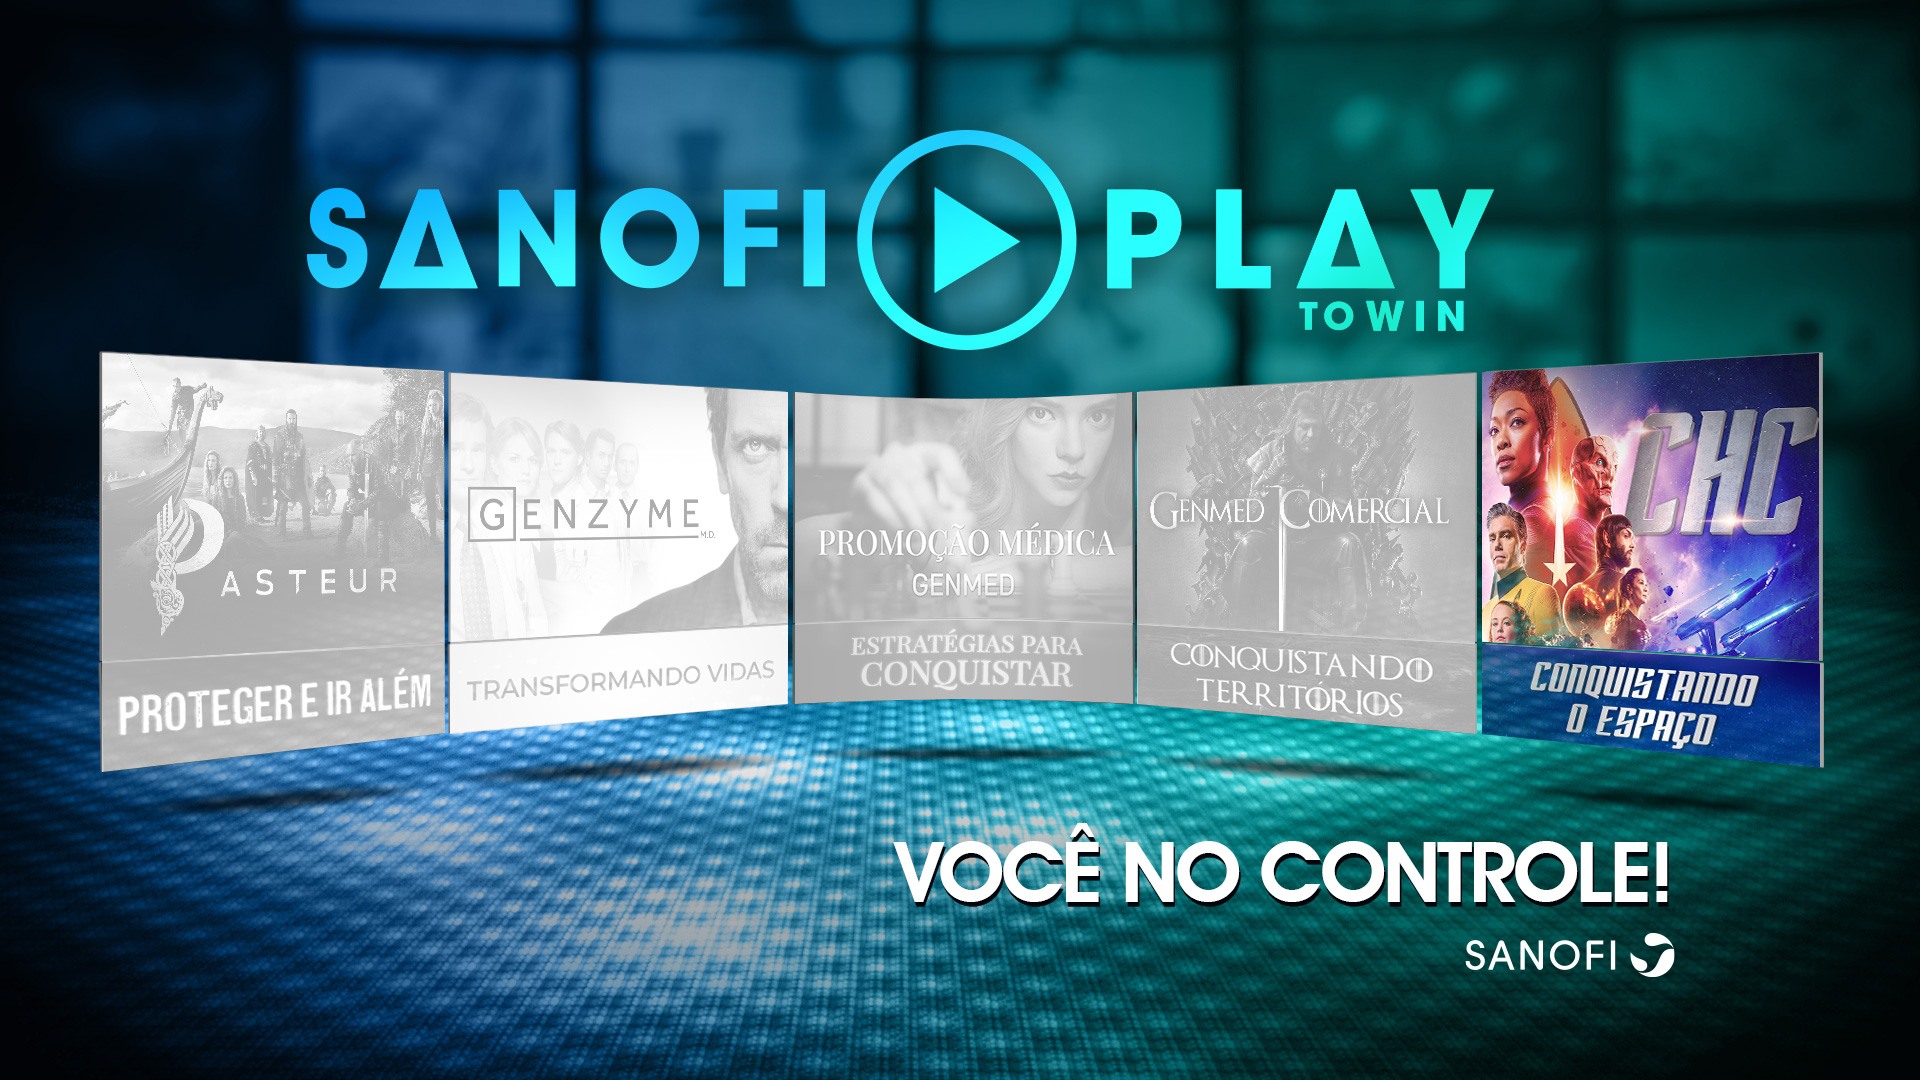 SANOFI PLAY
TO WIN
PASTEUR
PROTEGER E IR ALÉM
GENZYME M.D.
TRANSFORMANDO VIDAS
PROMOÇÃO MÉDICA
GENMED
ESTRATÉGIAS PARA
CONQUISTAR
GENMED COMERCIAL
CONQUISTANDO
TERRITÓRIOS
CHC
CONQUISTANDO
O ESPAÇO
VOCÊ NO CONTROLE!
SANOFI